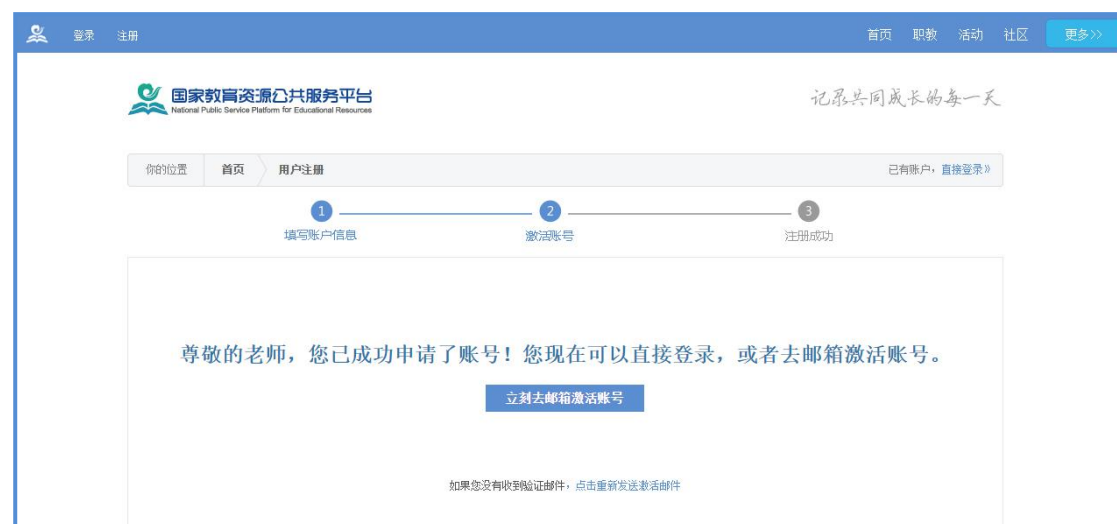 登录 注册 首页 职教 活动 社区 更多>>
国家教育资源公共服务平台
National Public Service Platform for Educational Resources
记录共同成长的每一天
你的位置 首页 用户注册 已有账户，直接登录》
1 2 3
填写账户信息 激活账号 注册成功
尊敬的老师，您已成功申请了账号！您现在可以直接登录，或者去邮箱激活账号。
立刻去邮箱激活账号
如果您没有收到验证邮件，点击重新发送激活邮件